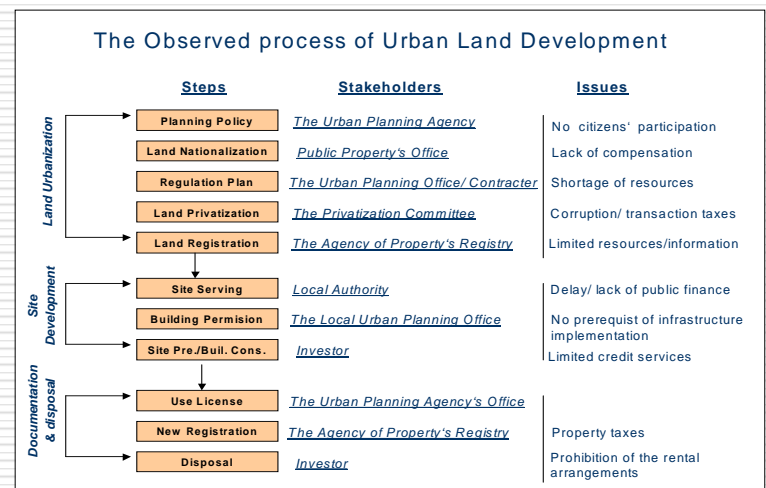 The Observed process of Urban Land Development
Steps Stakeholders Issues
Land Urbanization
Planning Policy The Urban Planning Agency No citizens‘ participation
Land Nationalization Public Property‘s Office Lack of compensation
Regulation Plan The Urban Planning Office/ Contracter Shortage of resources
Land Privatization The Privatization Committee Corruption/ transaction taxes
Land Registration The Agency of Property‘s Registry Limited resources/information
Site
Development
Site Serving Local Authority Delay/ lack of public finance
Building Permision The Local Urban Planning Office No prerequist of infrastructure
implementation
Site Pre./Buil. Cons. Investor Limited credit services
Documentation
& disposal
Use License The Urban Planning Agency‘s Office
New Registration The Agency of Property‘s Registry Property taxes
Disposal Investor Prohibition of the rental
arrangements